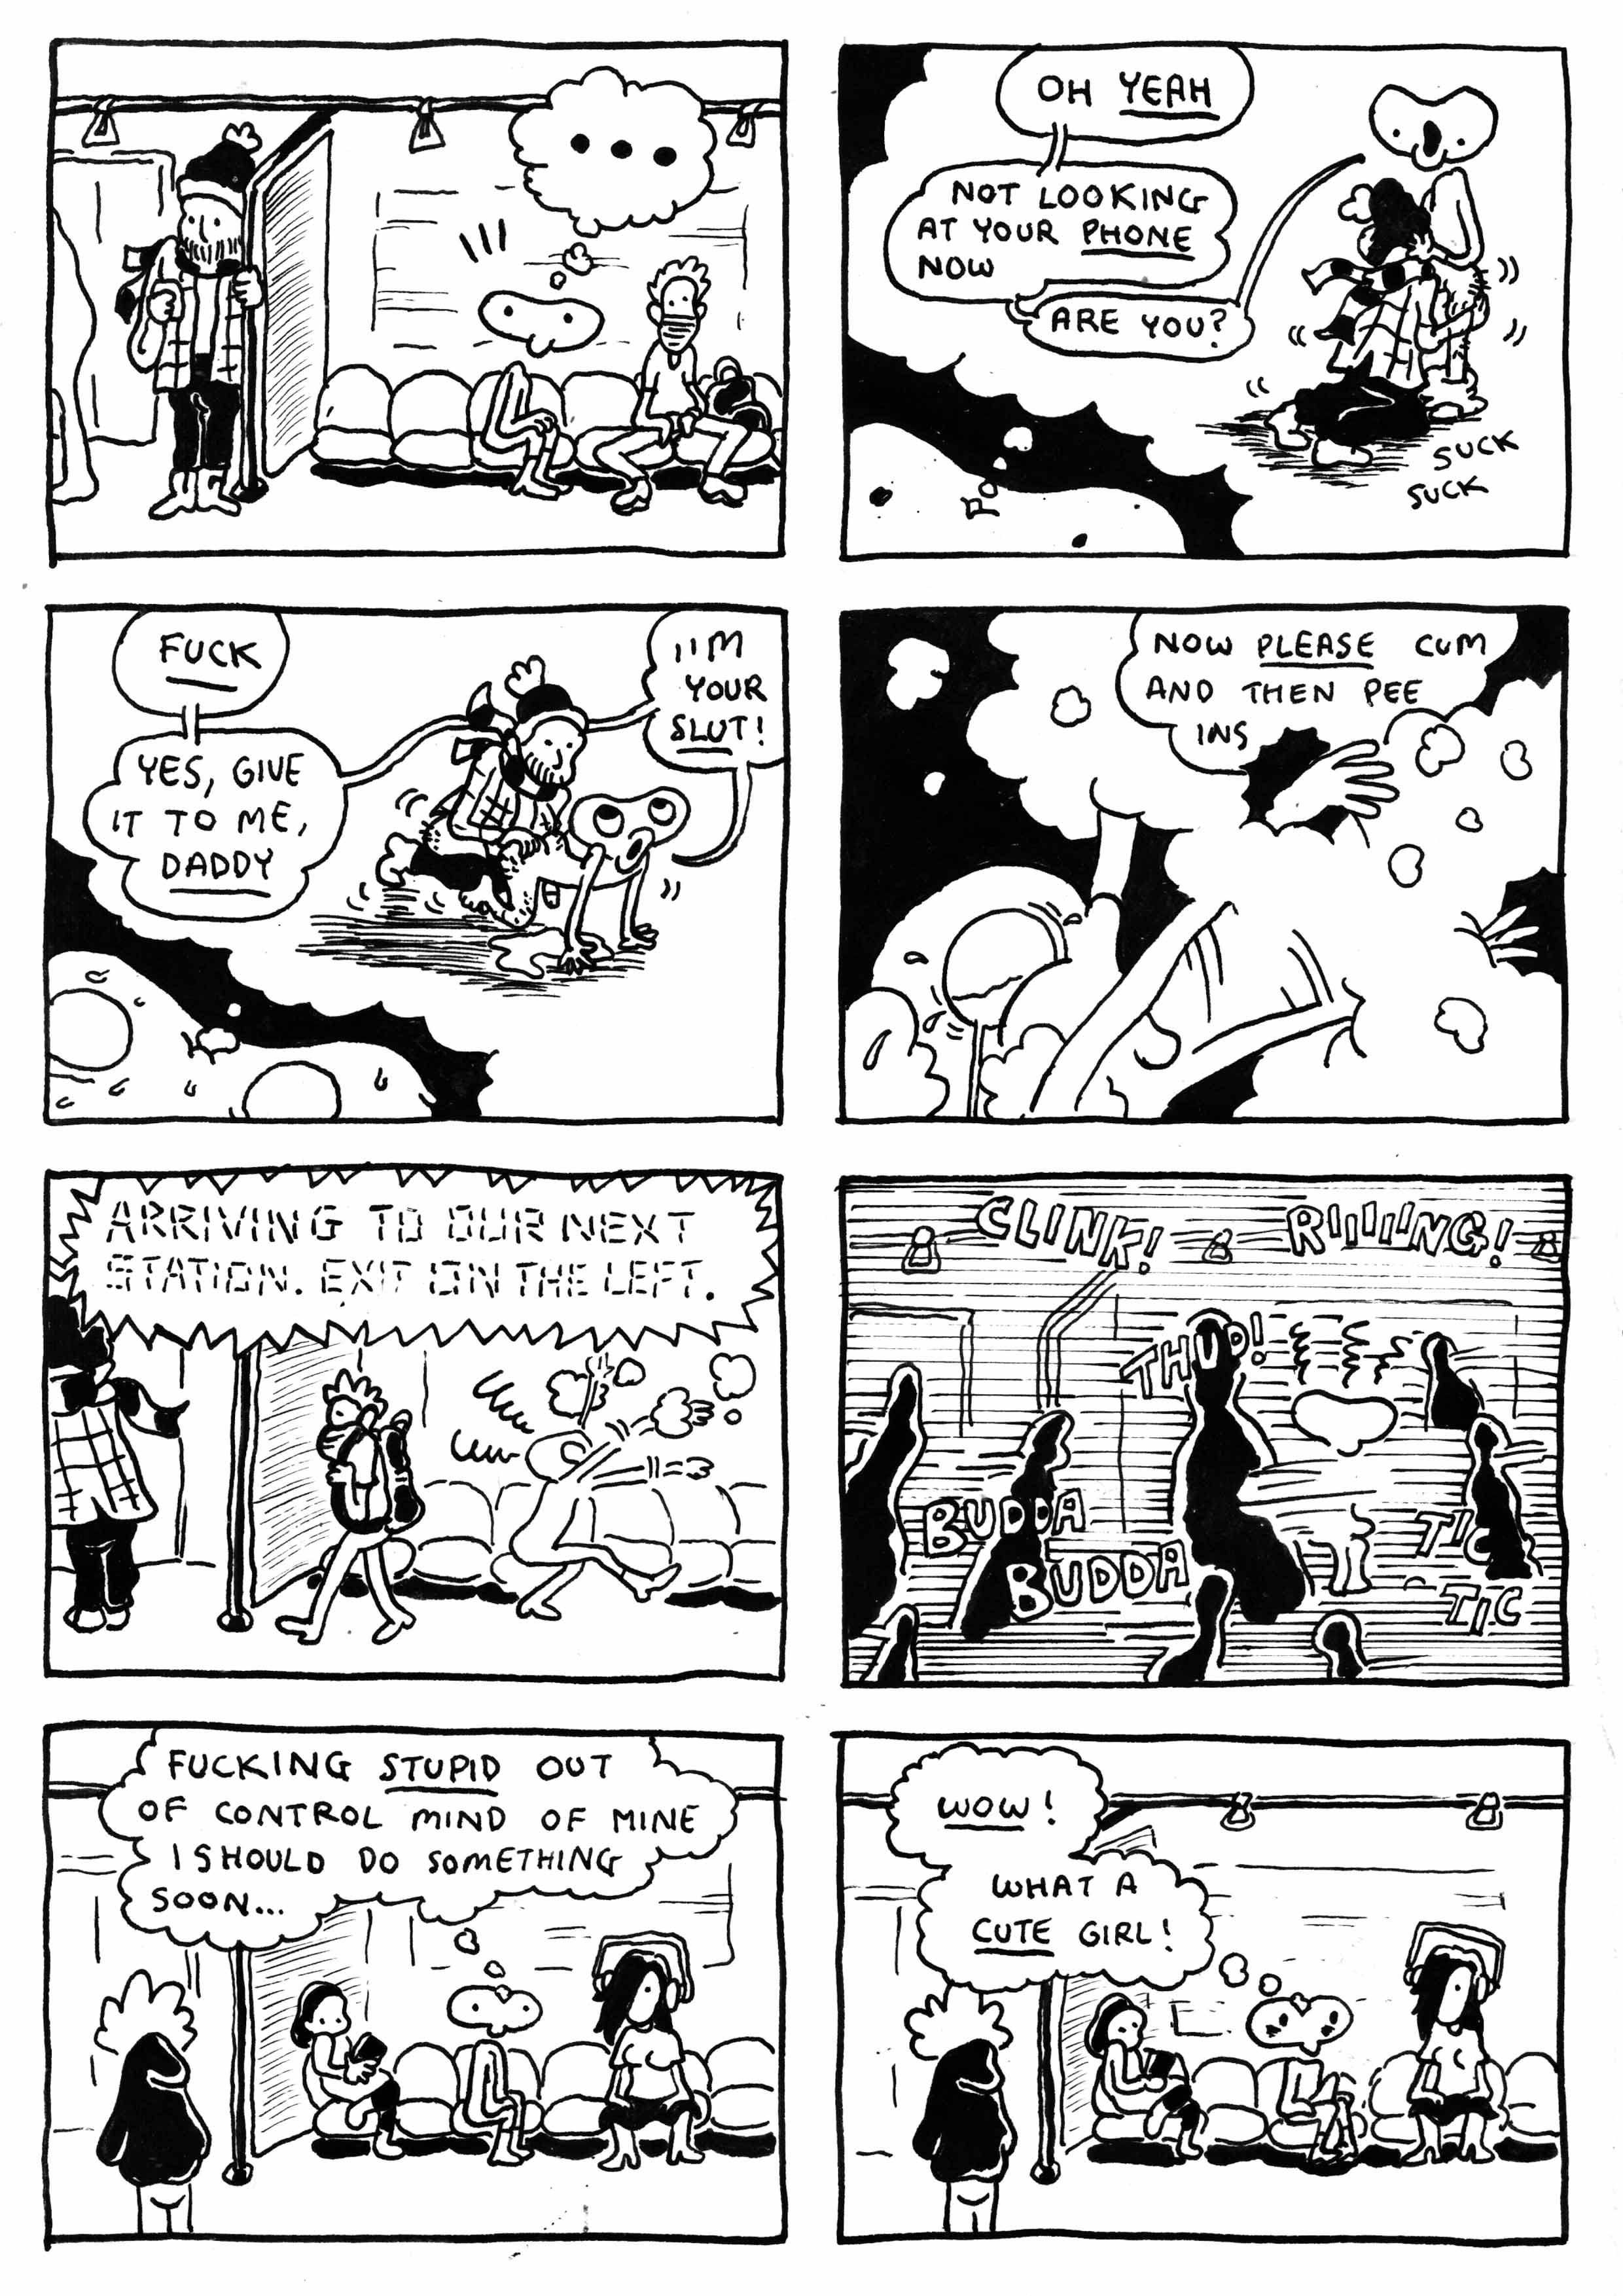 ...
OH YEAH
NOT LOOKING
AT YOUR PHONE
NOW
ARE YOU?
SUCK
SUCK
FUCK
YES, GIVE
IT TO ME,
DADDY
I'M
YOUR
SLUT!
NOW PLEASE CUM
AND THEN PEE
INS
ARRIVING TO OUR NEXT
STATION. EXIT ON THE LEFT.
CLINK!
RIIIIING!
THUD!
BUDDA
BUDDA
TIC
TIC
FUCKING STUPID OUT
OF CONTROL MIND OF MINE
I SHOULD DO SOMETHING
SOON...
WOW!
WHAT A
CUTE GIRL!